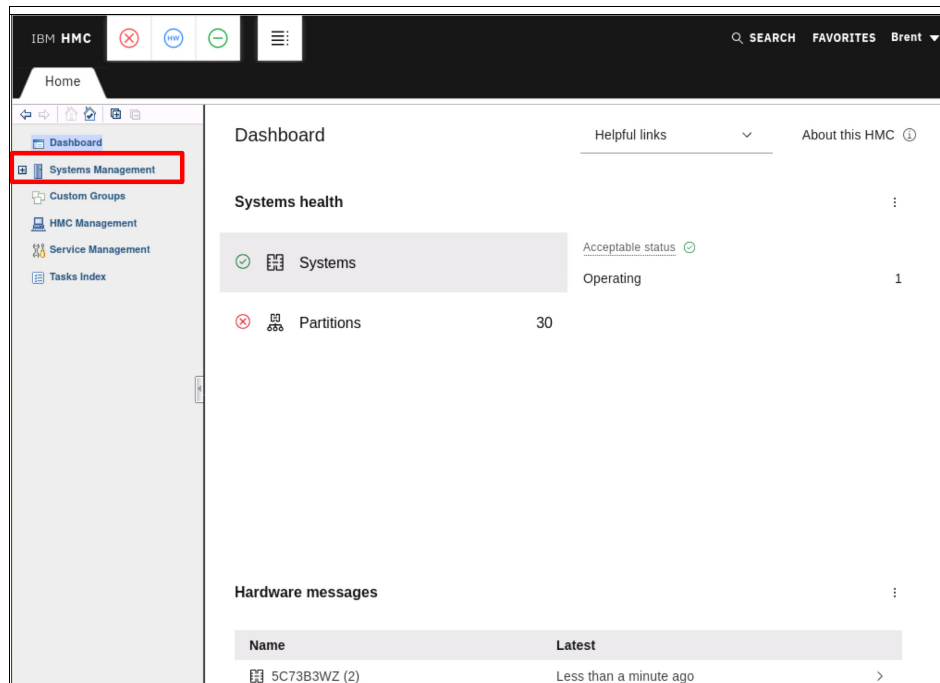 IBM HMC
HW
SEARCH FAVORITES Brent
Home
Dashboard
Systems Management
Custom Groups
HMC Management
Service Management
Tasks Index
Dashboard
Helpful links
About this HMC
Systems health
Systems
Acceptable status
Operating 1
Partitions 30
Hardware messages
Name Latest
5C73B3WZ (2) Less than a minute ago